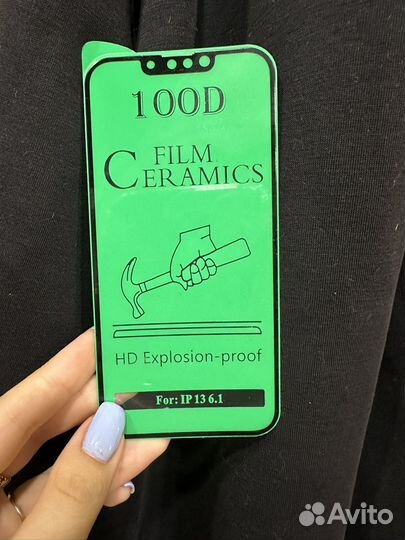 100D
FILM
CERAMICS
HD Explosion-proof
For: IP 13 6.1
Avito